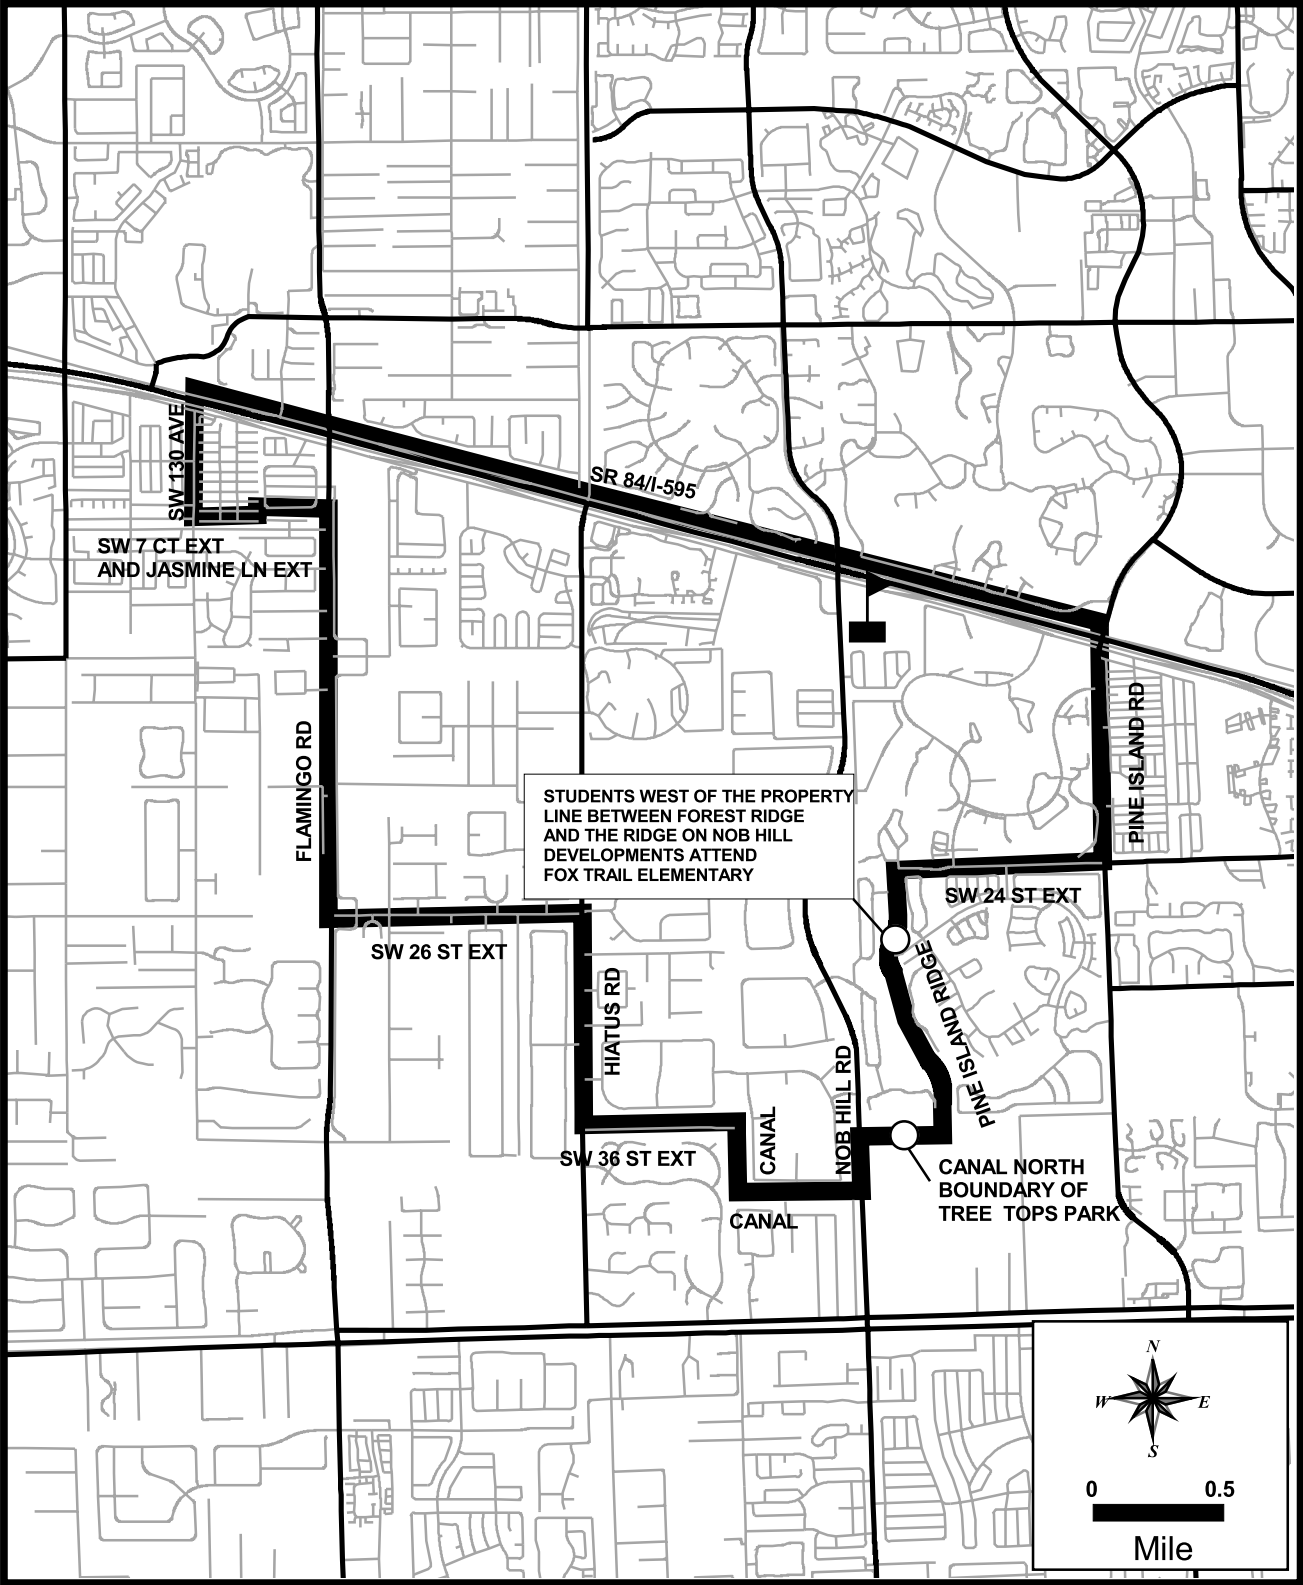 SR 84/I-595
SW 130 AVE
SW 7 CT EXT
AND JASMINE LN EXT
FLAMINGO RD
PINE ISLAND RD
STUDENTS WEST OF THE PROPERTY
LINE BETWEEN FOREST RIDGE
AND THE RIDGE ON NOB HILL
DEVELOPMENTS ATTEND
FOX TRAIL ELEMENTARY
SW 24 ST EXT
SW 26 ST EXT
HIATUS RD
PINE ISLAND RIDGE
NOB HILL RD
CANAL
SW 36 ST EXT
CANAL
CANAL NORTH
BOUNDARY OF
TREE TOPS PARK
N
W E
S
0 0.5
Mile